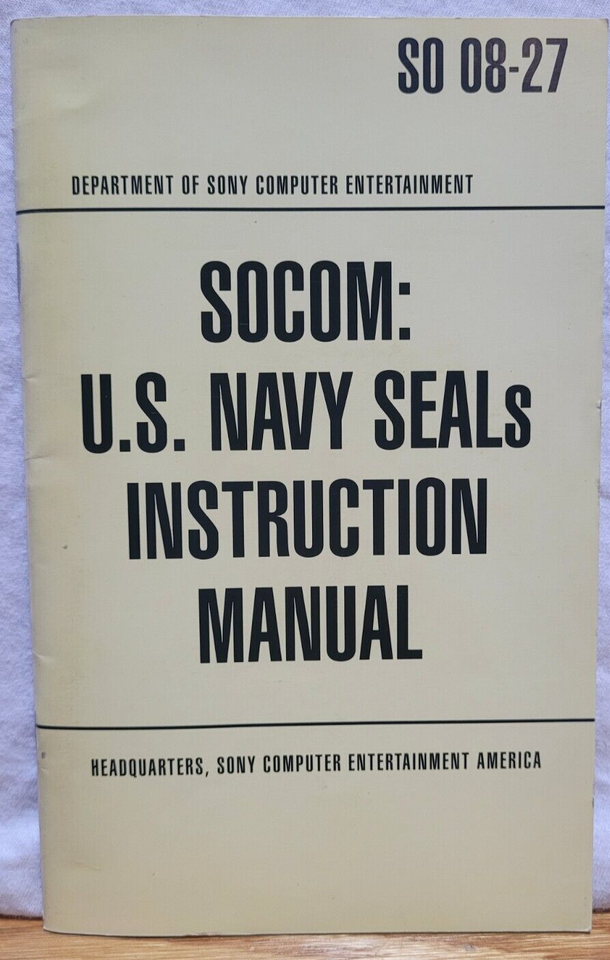 SO 08-27
DEPARTMENT OF SONY COMPUTER ENTERTAINMENT
SOCOM:
U.S. NAVY SEALs
INSTRUCTION
MANUAL
HEADQUARTERS, SONY COMPUTER ENTERTAINMENT AMERICA